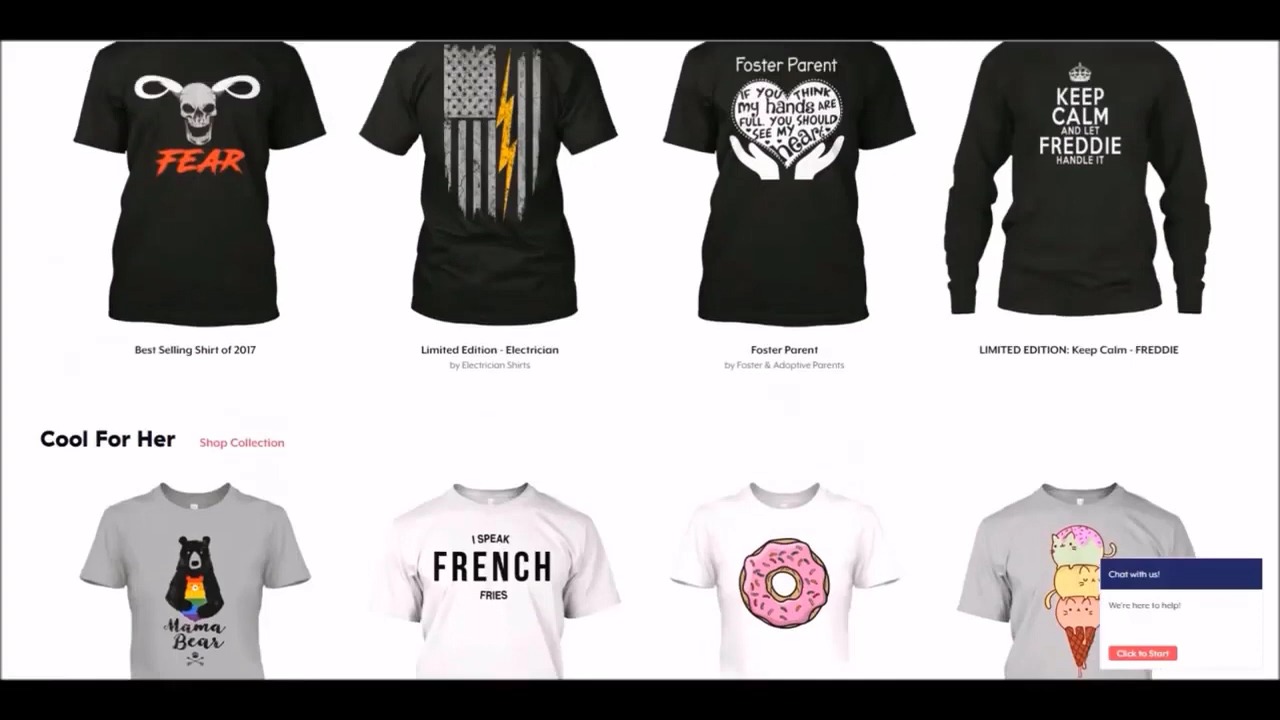 FEAR
Foster Parent
IF YOU THINK
my hands ARE
FULL, YOU SHOULD
SEE MY
heart
KEEP
CALM
AND LET
FREDDIE
HANDLE IT
Best Selling Shirt of 2017
Limited Edition - Electrician
by Electrician Shirts
Foster Parent
by Foster & Adoptive Parents
LIMITED EDITION: Keep Calm - FREDDIE
Cool For Her
Shop Collection
Mama
Bear
I SPEAK
FRENCH
FRIES
Chat with us!
We're here to help!
Click to Start